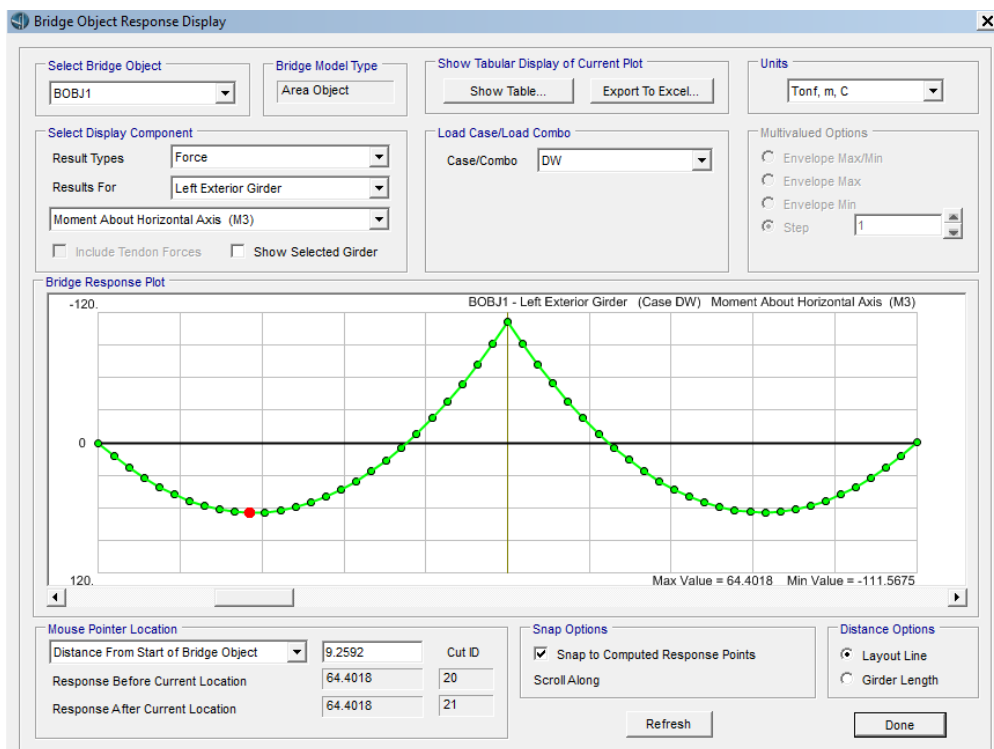 Bridge Object Response Display
Select Bridge Object
BOBJ1
Bridge Model Type
Area Object
Show Tabular Display of Current Plot
Show Table...
Export To Excel...
Units
Tonf, m, C
Select Display Component
Result Types
Force
Results For
Left Exterior Girder
Moment About Horizontal Axis (M3)
Include Tendon Forces
Show Selected Girder
Load Case/Load Combo
Case/Combo
DW
Multivalued Options
Envelope Max/Min
Envelope Max
Envelope Min
Step
1
Bridge Response Plot
-120.
BOBJ1 - Left Exterior Girder (Case DW) Moment About Horizontal Axis (M3)
0
120.
Max Value = 64.4018 Min Value = -111.5675
Mouse Pointer Location
Distance From Start of Bridge Object
9.2592
Cut ID
Response Before Current Location
64.4018
20
Response After Current Location
64.4018
21
Snap Options
Snap to Computed Response Points
Scroll Along
Distance Options
Layout Line
Girder Length
Refresh
Done